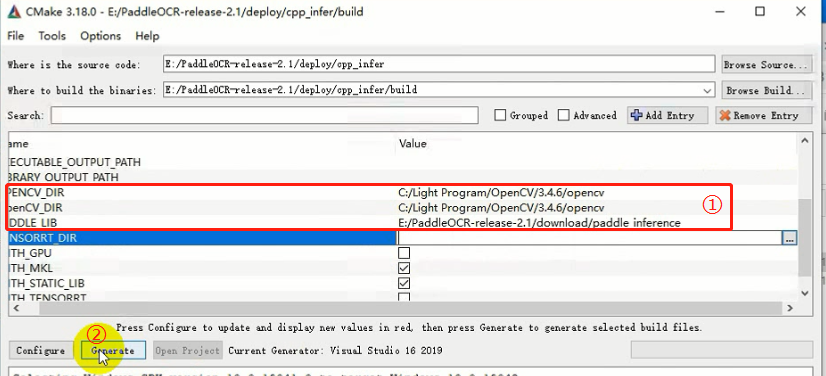 CMake 3.18.0 - E:/PaddleOCR-release-2.1/deploy/cpp_infer/build
File Tools Options Help
Where is the source code: E:/PaddleOCR-release-2.1/deploy/cpp_infer Browse Source...
Where to build the binaries: E:/PaddleOCR-release-2.1/deploy/cpp_infer/build Browse Build...
Search: Grouped Advanced Add Entry Remove Entry
ame Value
ECUTABLE_OUTPUT_PATH
BRARY OUTPUT PATH
PENCV_DIR C:/Light Program/OpenCV/3.4.6/opencv
penCV_DIR C:/Light Program/OpenCV/3.4.6/opencv
①
DDLE LIB E:/PaddleOCR-release-2.1/download/paddle inference
NSORRT_DIR ...
TH_GPU
ITH_MKL
ITH_STATIC_LIB
ITH_TENSORRT
Press Configure to update and display new values in red, then press Generate to generate selected build files.
②
Configure Generate Open Project Current Generator: Visual Studio 16 2019